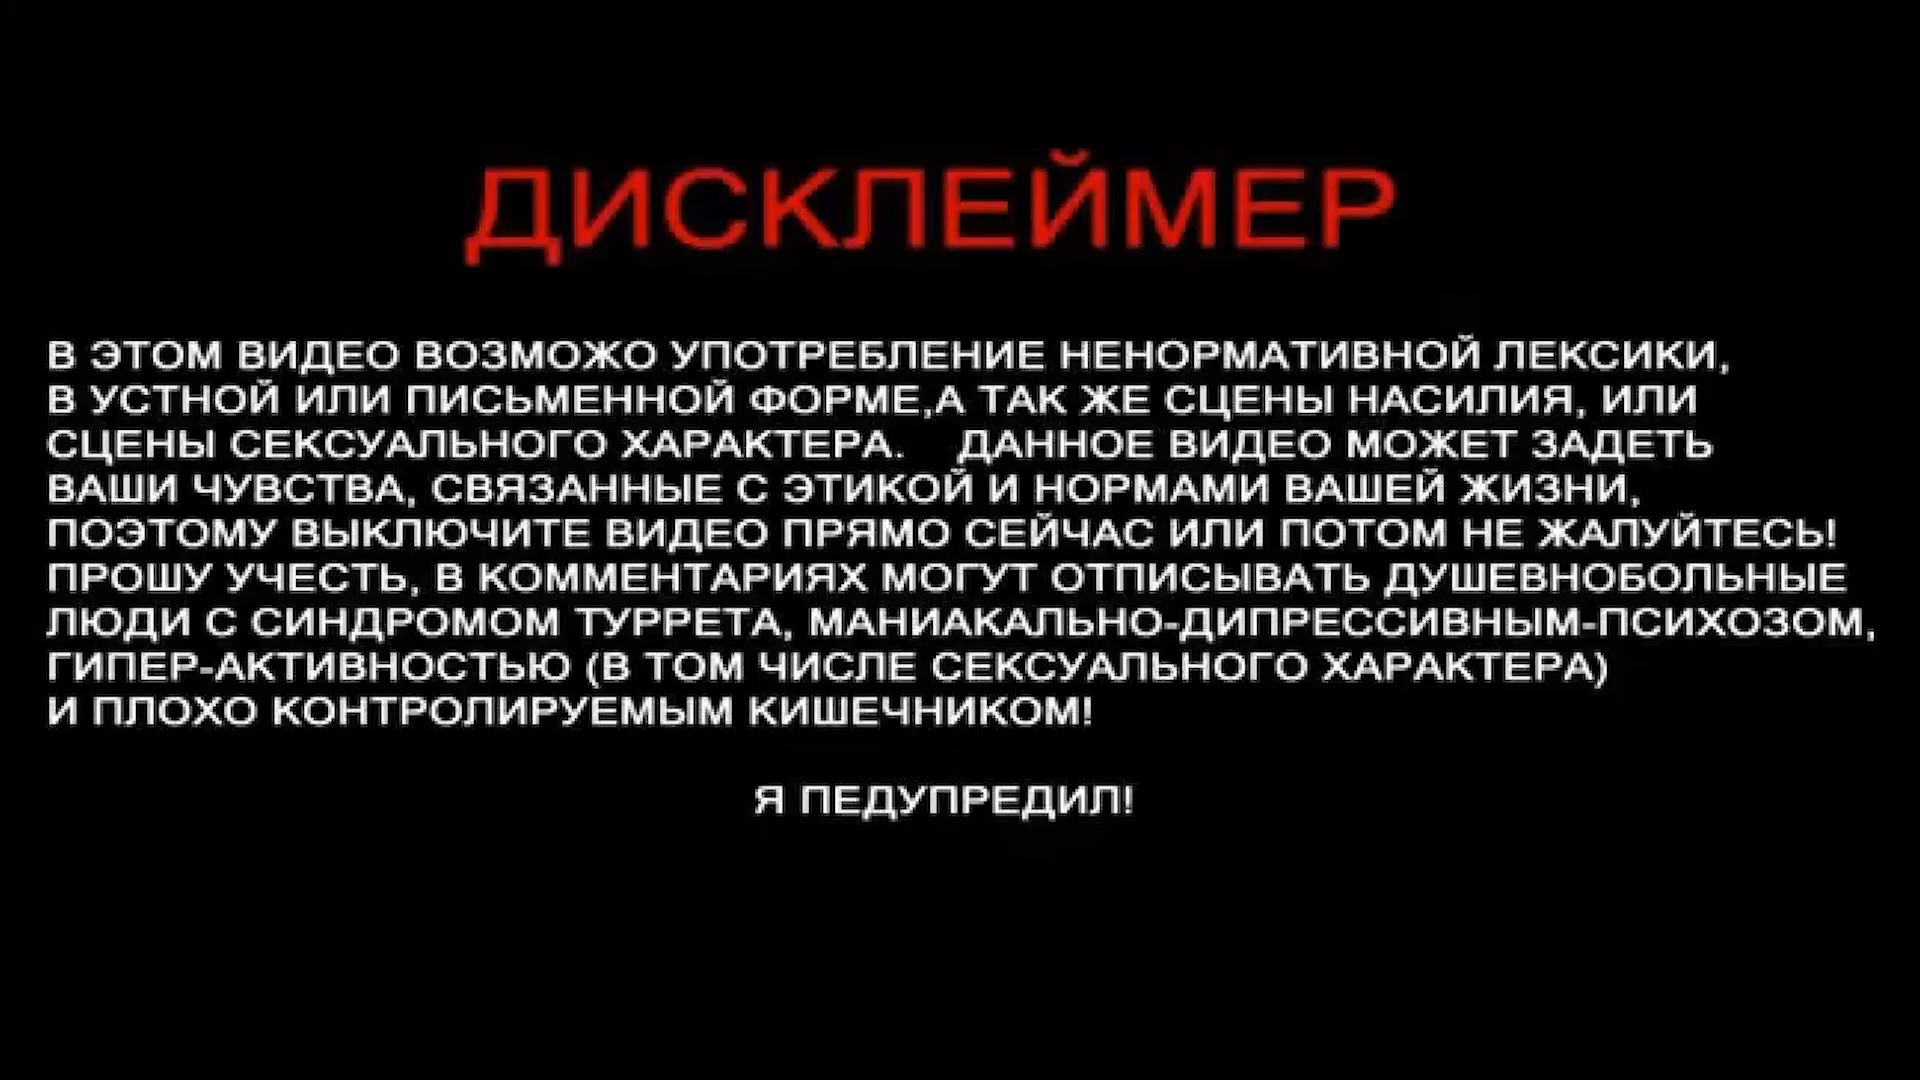 ДИСКЛЕЙМЕР
В ЭТОМ ВИДЕО ВОЗМОЖО УПОТРЕБЛЕНИЕ НЕНОРМАТИВНОЙ ЛЕКСИКИ,
В УСТНОЙ ИЛИ ПИСЬМЕННОЙ ФОРМЕ,А ТАК ЖЕ СЦЕНЫ НАСИЛИЯ, ИЛИ
СЦЕНЫ СЕКСУАЛЬНОГО ХАРАКТЕРА. ДАННОЕ ВИДЕО МОЖЕТ ЗАДЕТЬ
ВАШИ ЧУВСТВА, СВЯЗАННЫЕ С ЭТИКОЙ И НОРМАМИ ВАШЕЙ ЖИЗНИ,
ПОЭТОМУ ВЫКЛЮЧИТЕ ВИДЕО ПРЯМО СЕЙЧАС ИЛИ ПОТОМ НЕ ЖАЛУЙТЕСЬ!
ПРОШУ УЧЕСТЬ, В КОММЕНТАРИЯХ МОГУТ ОТПИСЫВАТЬ ДУШЕВНОБОЛЬНЫЕ
ЛЮДИ С СИНДРОМОМ ТУРРЕТА, МАНИАКАЛЬНО-ДИПРЕССИВНЫМ-ПСИХОЗОМ,
ГИПЕР-АКТИВНОСТЬЮ (В ТОМ ЧИСЛЕ СЕКСУАЛЬНОГО ХАРАКТЕРА)
И ПЛОХО КОНТРОЛИРУЕМЫМ КИШЕЧНИКОМ!
Я ПЕДУПРЕДИЛ!